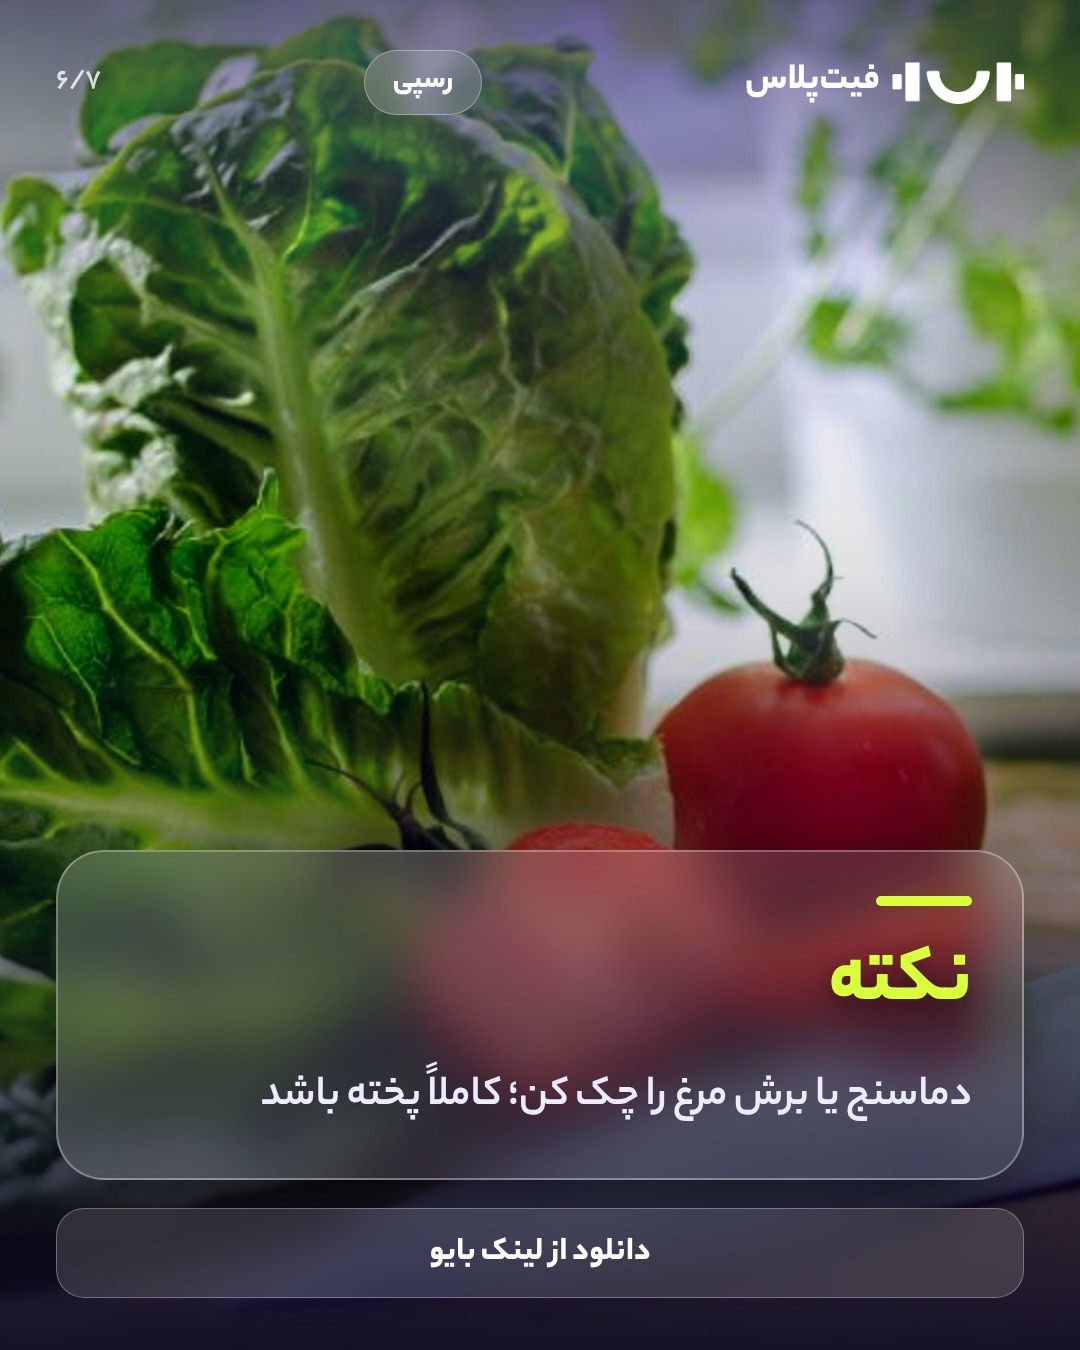 فیت‌پلاس
رسپی
۶/۷
نکته
دماسنج یا برش مرغ را چک کن؛ کاملاً پخته باشد
دانلود از لینک بایو